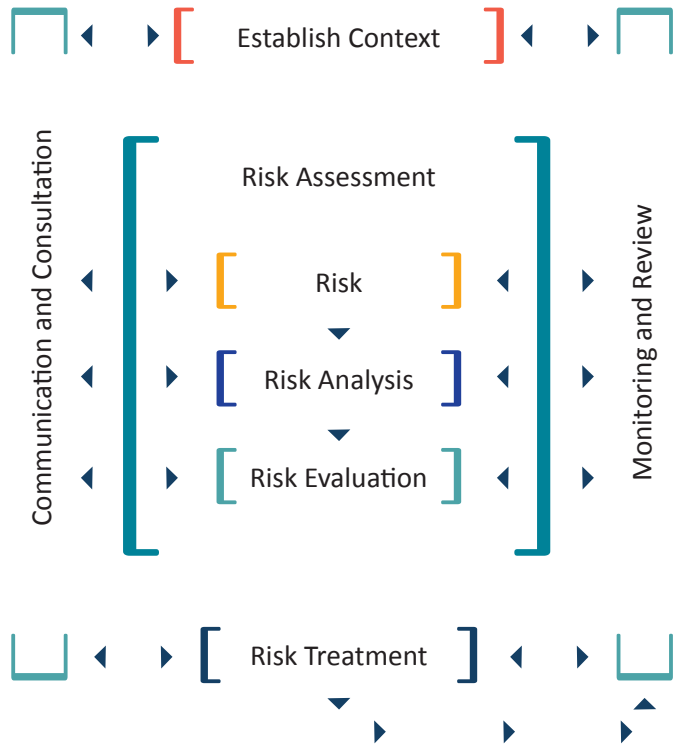 Establish Context
Communication and Consultation
Risk Assessment
Risk
Risk Analysis
Risk Evaluation
Monitoring and Review
Risk Treatment